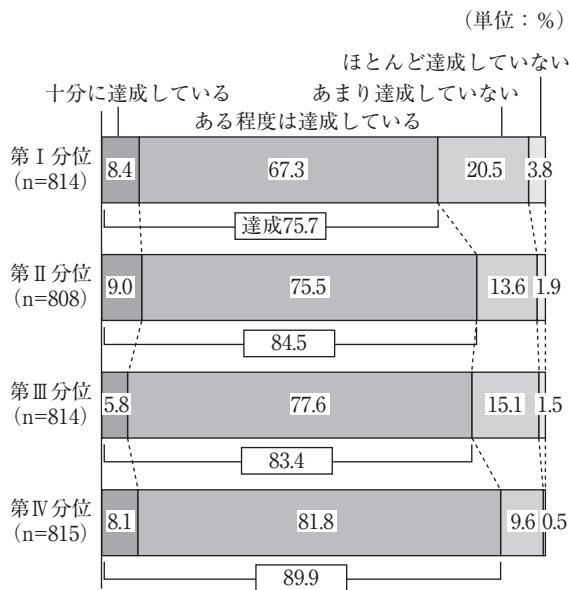 （単位：％）
ほとんど達成していない
十分に達成している
あまり達成していない
ある程度は達成している
第Ⅰ分位
(n=814)
8.4 67.3 20.5 3.8
達成75.7
第Ⅱ分位
(n=808)
9.0 75.5 13.6 1.9
84.5
第Ⅲ分位
(n=814)
5.8 77.6 15.1 1.5
83.4
第Ⅳ分位
(n=815)
8.1 81.8 9.6 0.5
89.9